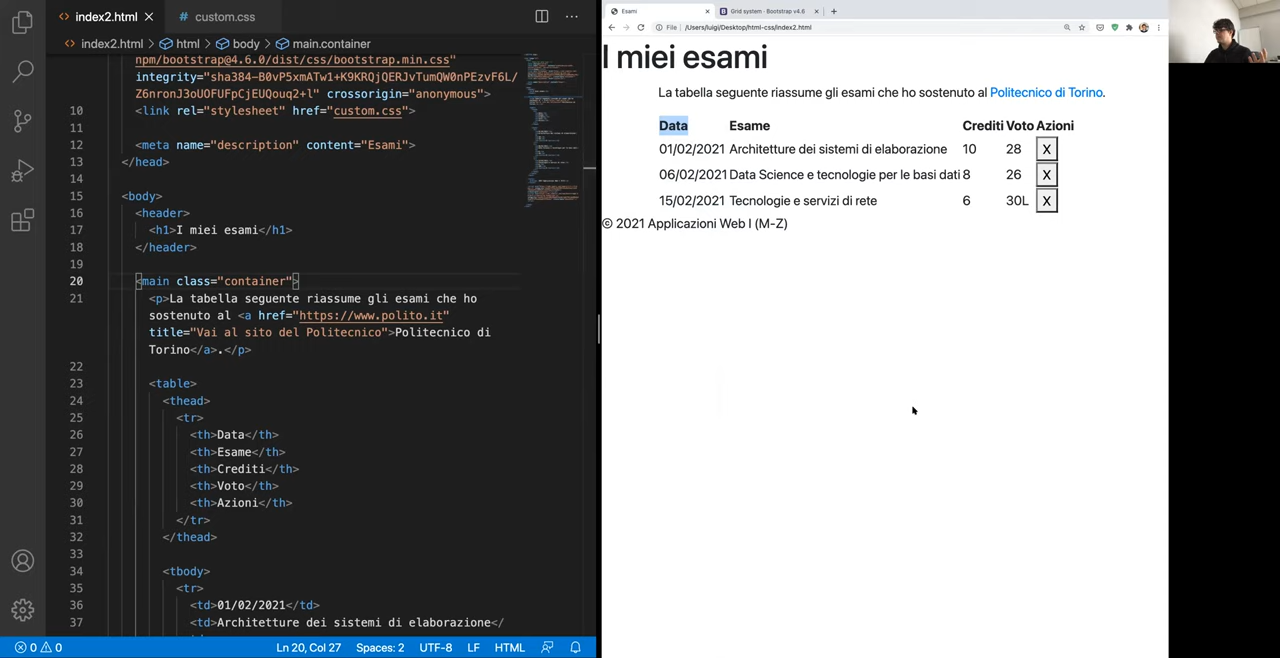 index2.html
custom.css
index2.html > html > body > main.container
npm/bootstrap@4.6.0/dist/css/bootstrap.min.css"
integrity="sha384-B0vP5xmATw1+K9KRQjQERJvTumQW0nPEzvF6L/
Z6nronJ3oUOFUFpCjEUQouq2+l" crossorigin="anonymous">
10 <link rel="stylesheet" href="custom.css">
11
12 <meta name="description" content="Esami">
13 </head>
14
15 <body>
16 <header>
17 <h1>I miei esami</h1>
18 </header>
19
20 <main class="container">
21 <p>La tabella seguente riassume gli esami che ho
sostenuto al <a href="https://www.polito.it"
title="Vai al sito del Politecnico">Politecnico di
Torino</a>.</p>
22
23 <table>
24 <thead>
25 <tr>
26 <th>Data</th>
27 <th>Esame</th>
28 <th>Crediti</th>
29 <th>Voto</th>
30 <th>Azioni</th>
31 </tr>
32 </thead>
33
34 <tbody>
35 <tr>
36 <td>01/02/2021</td>
37 <td>Architetture dei sistemi di elaborazione</
0 0
Ln 20, Col 27 Spaces: 2 UTF-8 LF HTML
Esami
Grid system · Bootstrap v4.6
File | /Users/luigi/Desktop/html-css/index2.html
I miei esami
La tabella seguente riassume gli esami che ho sostenuto al Politecnico di Torino.
Data Esame Crediti Voto Azioni
01/02/2021 Architetture dei sistemi di elaborazione 10 28 X
06/02/2021 Data Science e tecnologie per le basi dati 8 26 X
15/02/2021 Tecnologie e servizi di rete 6 30L X
© 2021 Applicazioni Web I (M-Z)